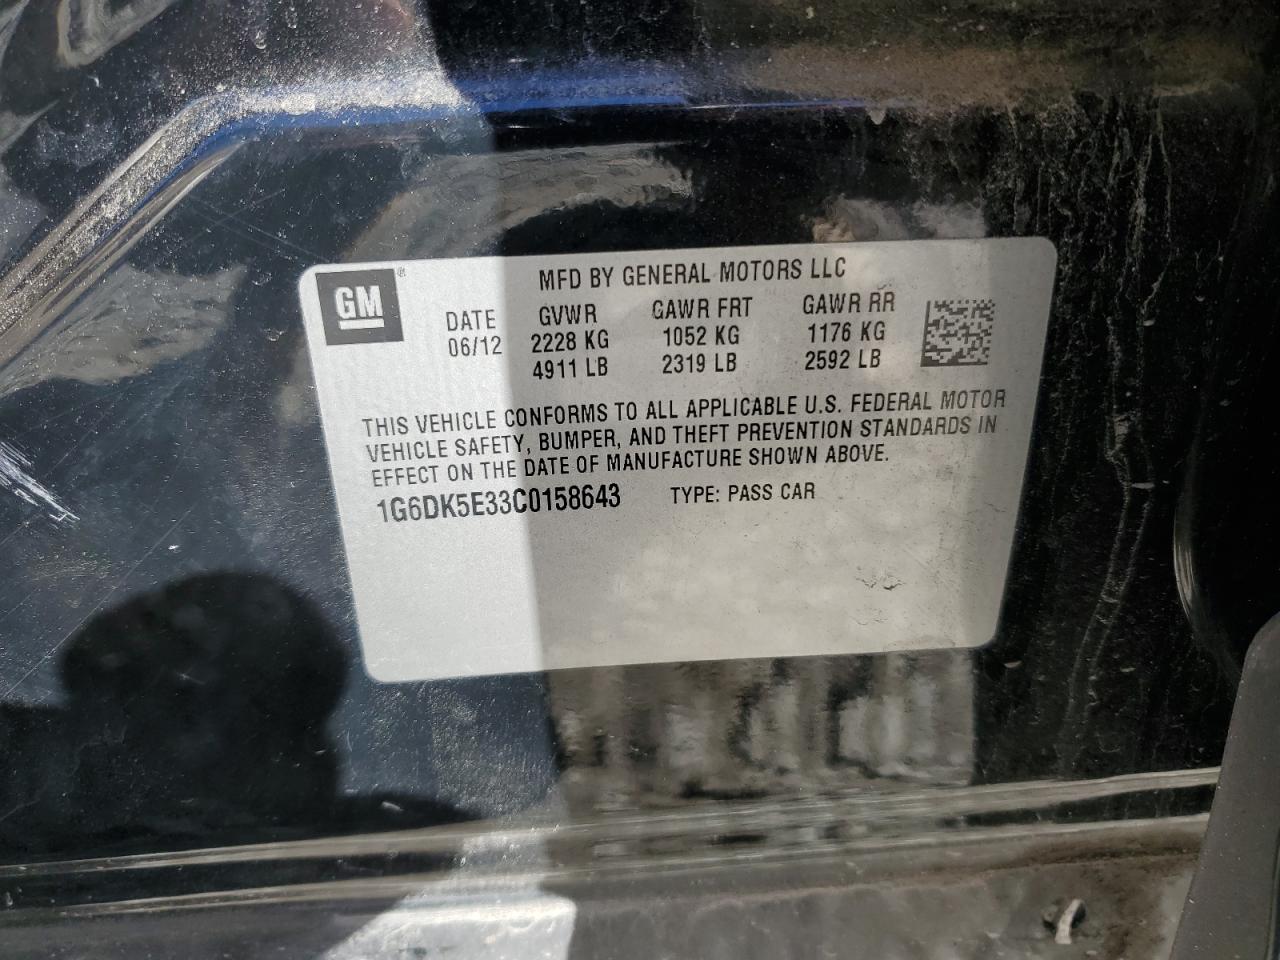 GM®
MFD BY GENERAL MOTORS LLC
DATE GVWR GAWR FRT GAWR RR
06/12 2228 KG 1052 KG 1176 KG
4911 LB 2319 LB 2592 LB
THIS VEHICLE CONFORMS TO ALL APPLICABLE U.S. FEDERAL MOTOR
VEHICLE SAFETY, BUMPER, AND THEFT PREVENTION STANDARDS IN
EFFECT ON THE DATE OF MANUFACTURE SHOWN ABOVE.
1G6DK5E33C0158643 TYPE: PASS CAR